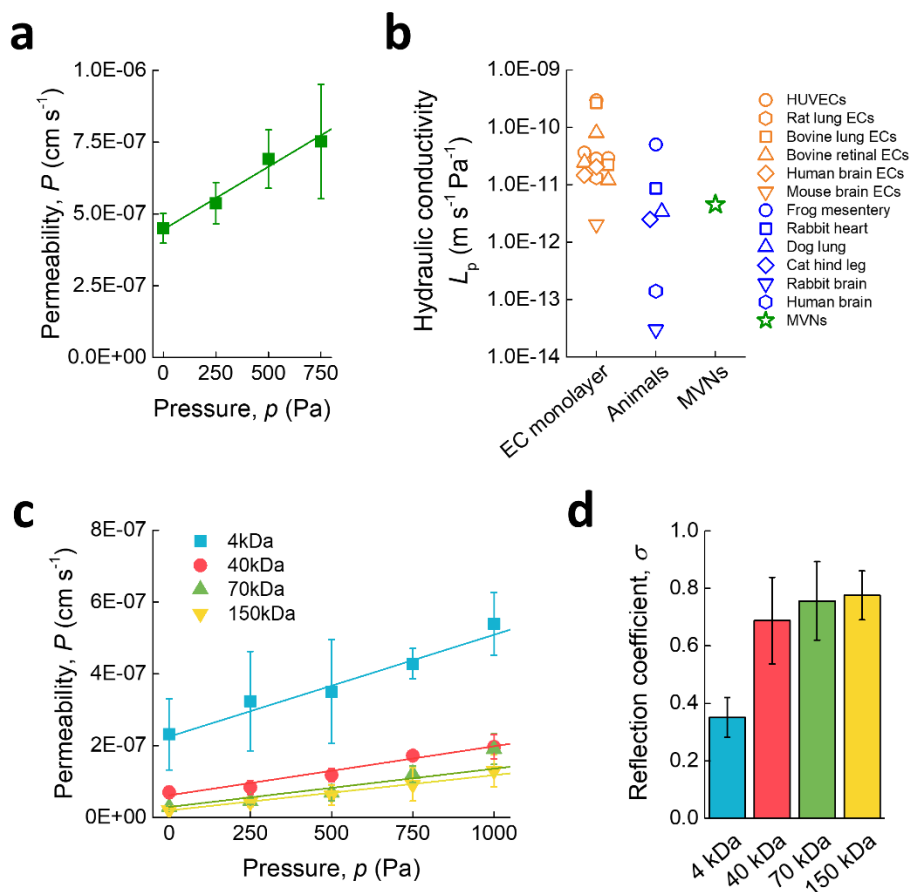 a
1.0E-06
7.5E-07
5.0E-07
2.5E-07
0.0E+00
0 250 500 750
Permeability, P (cm s⁻¹)
Pressure, p (Pa)
b
1.0E-09
1.0E-10
1.0E-11
1.0E-12
1.0E-13
1.0E-14
Hydraulic conductivity
Lₚ (m s⁻¹ Pa⁻¹)
EC monolayer
Animals
MVNs
HUVECs
Rat lung ECs
Bovine lung ECs
Bovine retinal ECs
Human brain ECs
Mouse brain ECs
Frog mesentery
Rabbit heart
Dog lung
Cat hind leg
Rabbit brain
Human brain
MVNs
c
8E-07
6E-07
4E-07
2E-07
0E+00
0 250 500 750 1000
Permeability, P (cm s⁻¹)
Pressure, p (Pa)
4kDa
40kDa
70kDa
150kDa
d
1.0
0.8
0.6
0.4
0.2
0.0
Reflection coefficient, σ
4 kDa
40 kDa
70 kDa
150 kDa